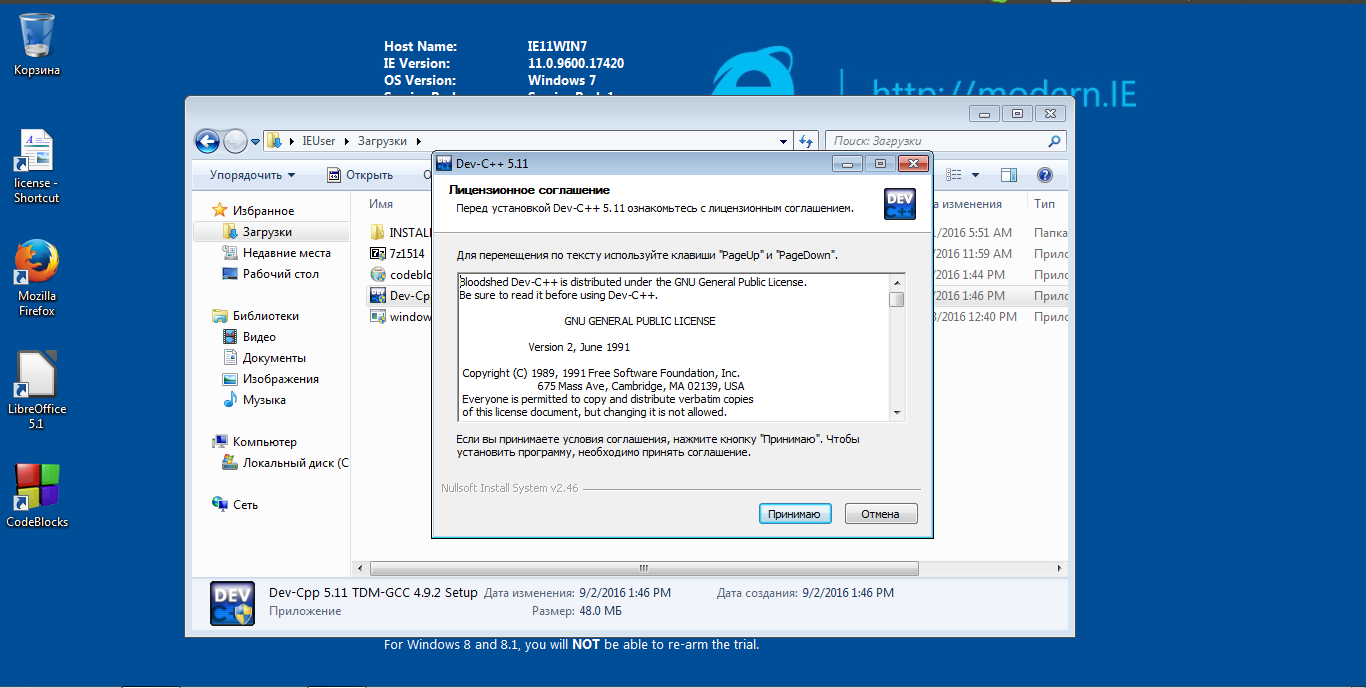 Корзина
license -
Shortcut
Mozilla
Firefox
LibreOffice
5.1
CodeBlocks
Host Name: IE11WIN7
IE Version: 11.0.9600.17420
OS Version: Windows 7
http://modern.IE
IEUser Загрузки
Поиск: Загрузки
Упорядочить
Открыть
Избранное
Загрузки
Недавние места
Рабочий стол
Библиотеки
Видео
Документы
Изображения
Музыка
Компьютер
Локальный диск (C
Сеть
Имя
INSTALL
7z1514
codeblo
Dev-Cp
window
а изменения Тип
/2016 5:51 AM Папка
/2016 11:59 AM Прило
/2016 1:44 PM Прило
/2016 1:46 PM Прило
/2016 12:40 PM Прило
Dev-C++ 5.11
Лицензионное соглашение
Перед установкой Dev-C++ 5.11 ознакомьтесь с лицензионным соглашением.
DEV
C++
Для перемещения по тексту используйте клавиши "PageUp" и "PageDown".
Bloodshed Dev-C++ is distributed under the GNU General Public License.
Be sure to read it before using Dev-C++.
GNU GENERAL PUBLIC LICENSE
Version 2, June 1991
Copyright (C) 1989, 1991 Free Software Foundation, Inc.
675 Mass Ave, Cambridge, MA 02139, USA
Everyone is permitted to copy and distribute verbatim copies
of this license document, but changing it is not allowed.
Если вы принимаете условия соглашения, нажмите кнопку "Принимаю". Чтобы
установить программу, необходимо принять соглашение.
Nullsoft Install System v2.46
Принимаю
Отмена
DEV
Dev-Cpp 5.11 TDM-GCC 4.9.2 Setup Дата изменения: 9/2/2016 1:46 PM Дата создания: 9/2/2016 1:46 PM
Приложение Размер: 48.0 МБ
For Windows 8 and 8.1, you will NOT be able to re-arm the trial.